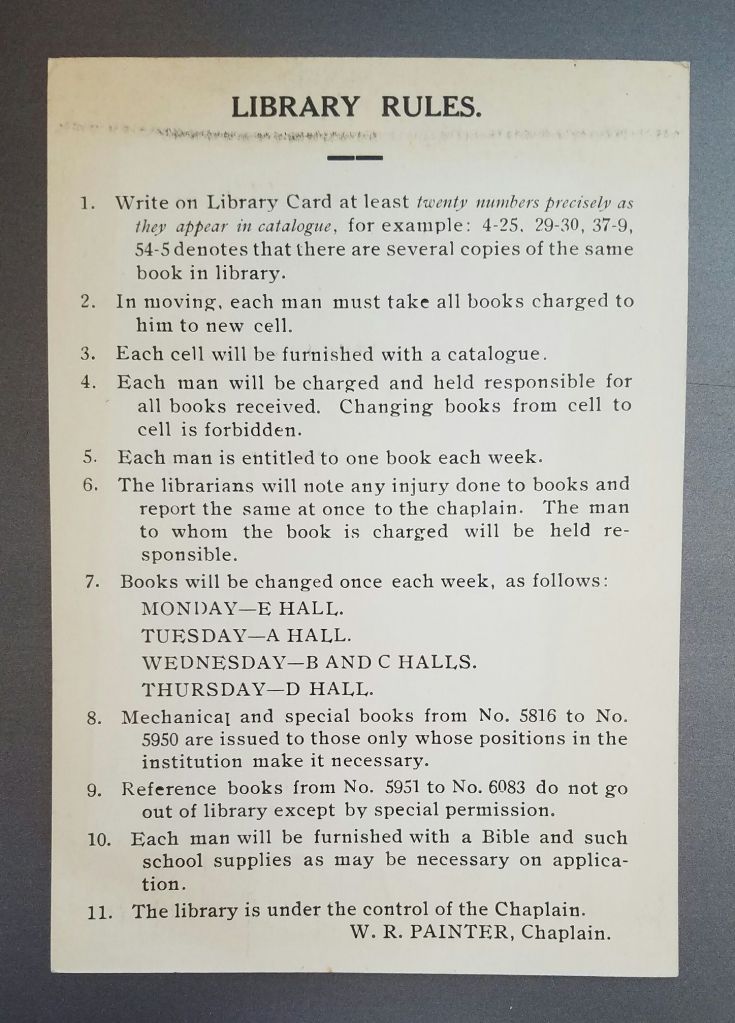 LIBRARY RULES.
1. Write on Library Card at least twenty numbers precisely as
they appear in catalogue, for example: 4-25. 29-30, 37-9,
54-5 denotes that there are several copies of the same
book in library.
2. In moving, each man must take all books charged to
him to new cell.
3. Each cell will be furnished with a catalogue.
4. Each man will be charged and held responsible for
all books received. Changing books from cell to
cell is forbidden.
5. Each man is entitled to one book each week.
6. The librarians will note any injury done to books and
report the same at once to the chaplain. The man
to whom the book is charged will be held re-
sponsible.
7. Books will be changed once each week, as follows:
MONDAY—E HALL.
TUESDAY—A HALL.
WEDNESDAY—B AND C HALLS.
THURSDAY—D HALL.
8. Mechanical and special books from No. 5816 to No.
5950 are issued to those only whose positions in the
institution make it necessary.
9. Reference books from No. 5951 to No. 6083 do not go
out of library except by special permission.
10. Each man will be furnished with a Bible and such
school supplies as may be necessary on applica-
tion.
11. The library is under the control of the Chaplain.
W. R. PAINTER, Chaplain.